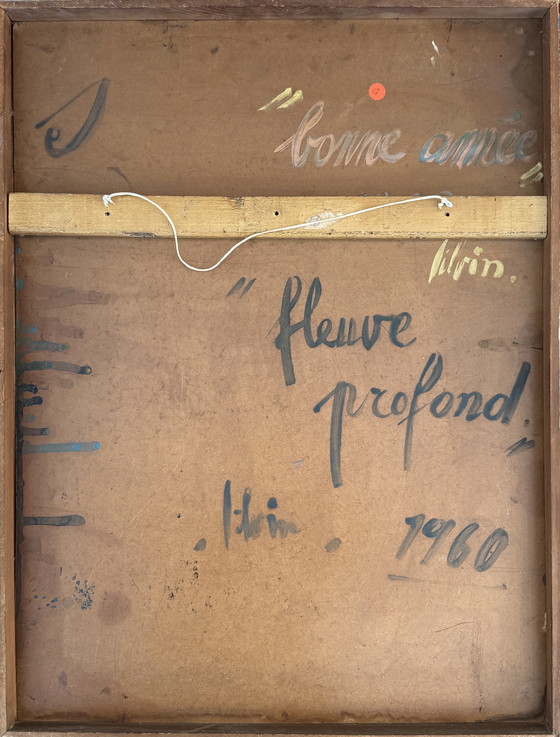 "bonne année"
"fleuve
profond."
1960